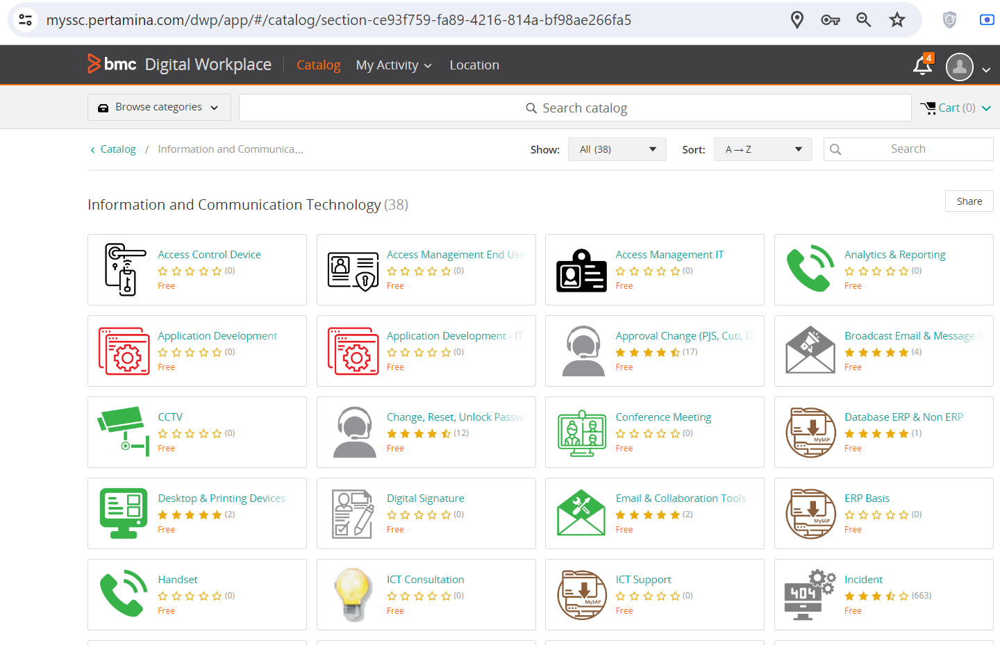 myssc.pertamina.com/dwp/app/#/catalog/section-ce93f759-fa89-4216-814a-bf98ae266fa5
bmc Digital Workplace Catalog My Activity Location 4
Browse categories Search catalog Cart (0)
Catalog / Information and Communica... Show: All (38) Sort: A→Z Search
Information and Communication Technology (38) Share
Access Control Device
(0)
Free
Access Management End Use
(0)
Free
Access Management IT
(0)
Free
Analytics & Reporting
(0)
Free
Application Development
(0)
Free
Application Development - IT
(0)
Free
Approval Change (PJS, Cuti, D
(17)
Free
Broadcast Email & Message S
(4)
Free
CCTV
(0)
Free
Change, Reset, Unlock Passw
(12)
Free
Conference Meeting
(0)
Free
MySAP
Database ERP & Non ERP
(1)
Free
Desktop & Printing Devices
(2)
Free
Digital Signature
(0)
Free
Email & Collaboration Tools
(2)
Free
MySAP
ERP Basis
(0)
Free
Handset
(0)
Free
ICT Consultation
(0)
Free
MySAP
ICT Support
(0)
Free
404
Incident
(663)
Free